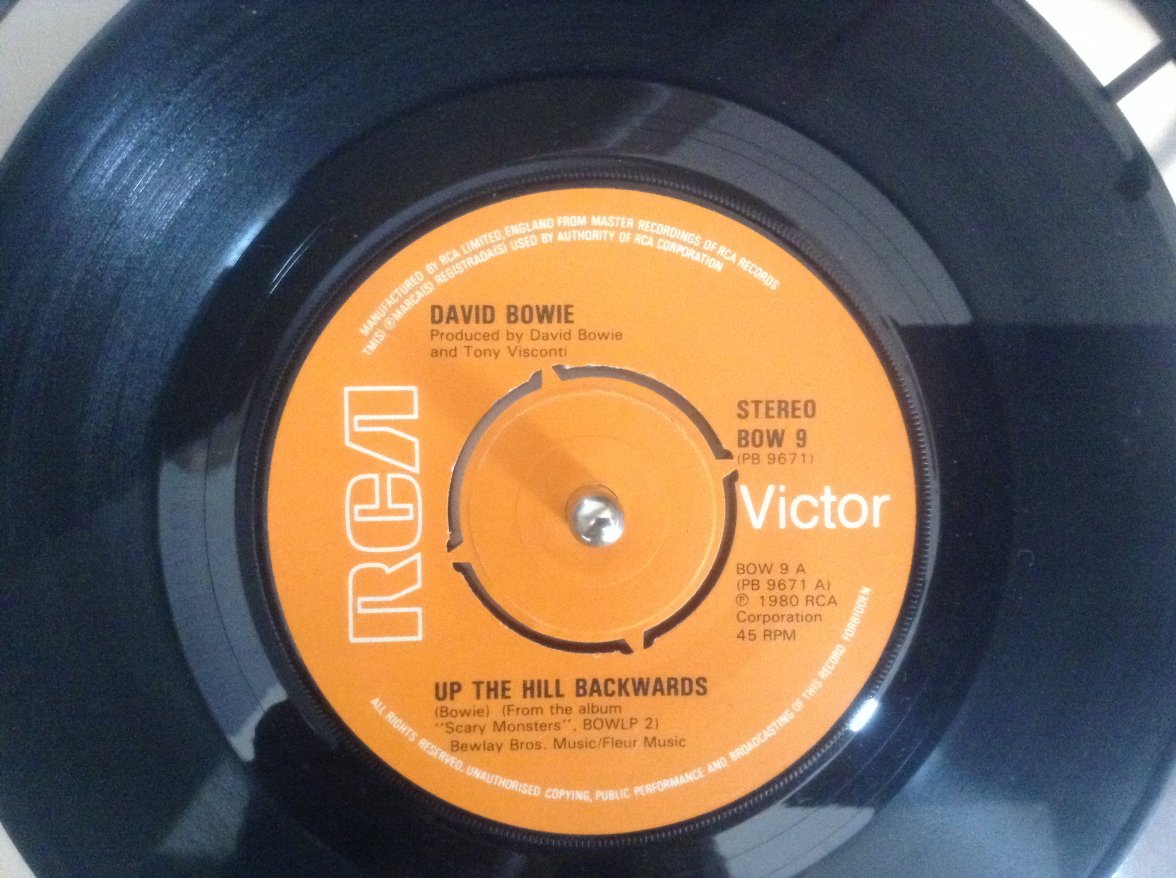 MANUFACTURED BY RCA LIMITED, ENGLAND FROM MASTER RECORDINGS OF RCA RECORDS
TM(S) ® MARCA(S) REGISTRADA(S) USED BY AUTHORITY OF RCA CORPORATION
DAVID BOWIE
Produced by David Bowie
and Tony Visconti
RCA
STEREO
BOW 9
(PB 9671)
Victor
BOW 9 A
(PB 9671 A)
℗ 1980 RCA
Corporation
45 RPM
UP THE HILL BACKWARDS
(Bowie) (From the album
"Scary Monsters", BOWLP 2)
Bewlay Bros. Music/Fleur Music
ALL RIGHTS RESERVED. UNAUTHORISED COPYING, PUBLIC PERFORMANCE AND BROADCASTING OF THIS RECORD FORBIDDEN